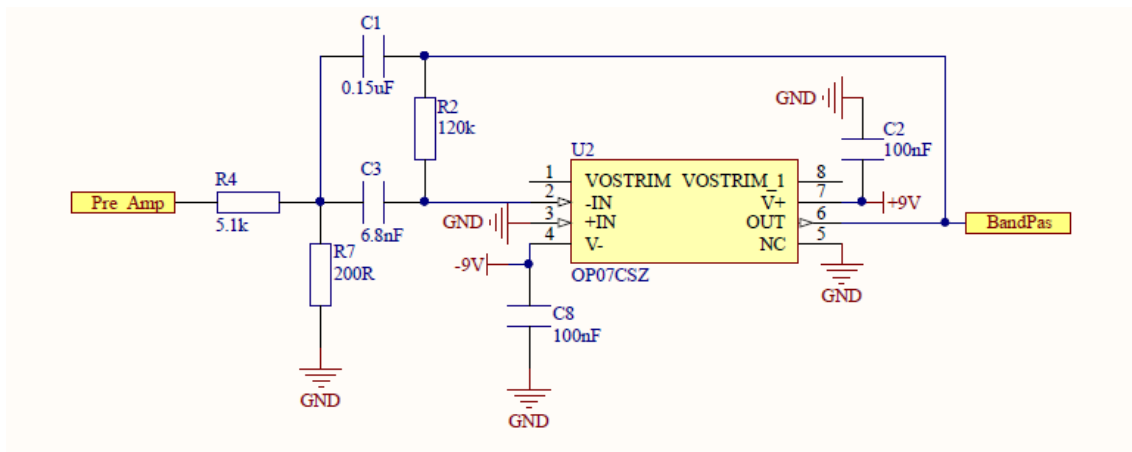 C1
0.15uF
R2
120k
GND
C2
100nF
U2
R4
Pre_Amp
5.1k
C3
6.8nF
1
VOSTRIM
VOSTRIM_1
8
2
-IN
V+
7
+9V
GND
3
+IN
OUT
6
BandPas
4
V-
NC
5
R7
200R
-9V
OP07CSZ
GND
C8
100nF
GND
GND